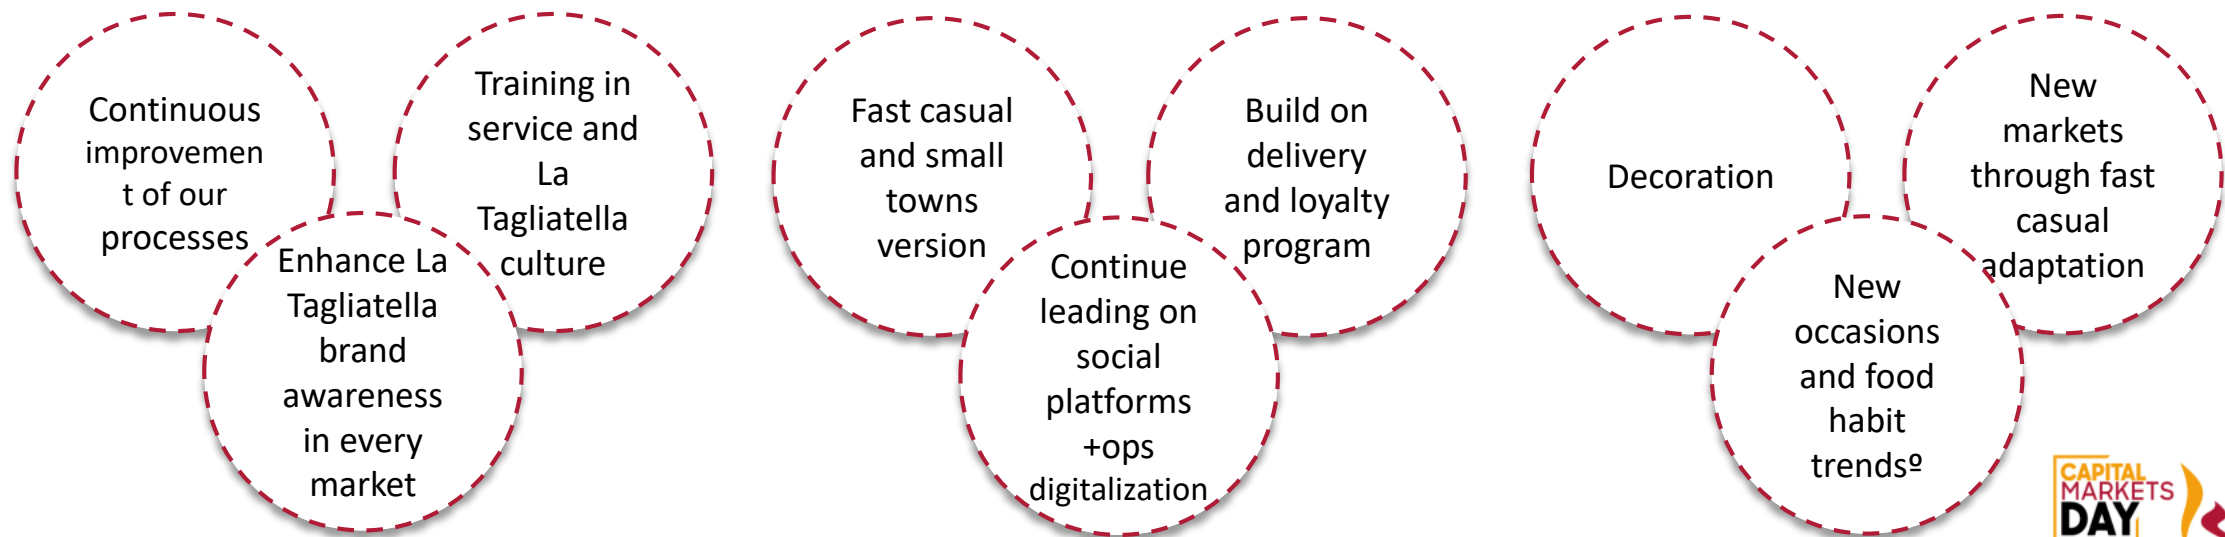 Continuous
improvemen
t of our
processes
Training in
service and
La
Tagliatella
culture
Enhance La
Tagliatella
brand
awareness
in every
market
Fast casual
and small
towns
version
Build on
delivery
and loyalty
program
Continue
leading on
social
platforms
+ops
digitalization
Decoration
New
markets
through fast
casual
adaptation
New
occasions
and food
habit
trendsº
CAPITAL
MARKETS
DAY